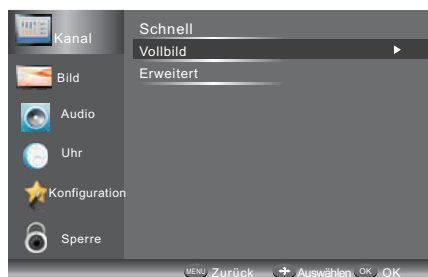 Kanal
Bild
Audio
Uhr
Konfiguration
Sperre
Schnell
Vollbild
Erweitert
MENU Zurück Auswählen OK OK